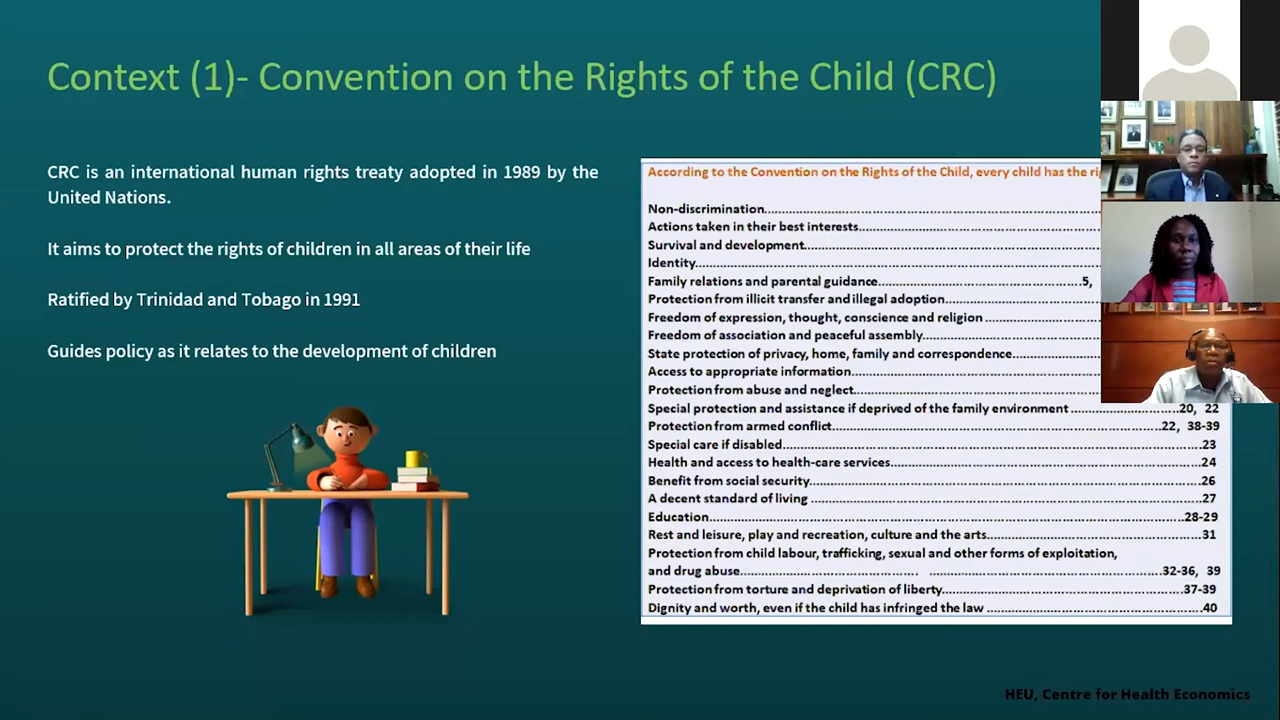 Context (1)- Convention on the Rights of the Child (CRC)
CRC is an international human rights treaty adopted in 1989 by the
United Nations.
It aims to protect the rights of children in all areas of their life
Ratified by Trinidad and Tobago in 1991
Guides policy as it relates to the development of children
According to the Convention on the Rights of the Child, every child has the
Non-discrimination
Actions taken in their best interests
Survival and development
Identity
Family relations and parental guidance 5,
Protection from illicit transfer and illegal adoption
Freedom of expression, thought, conscience and religion
Freedom of association and peaceful assembly
State protection of privacy, home, family and correspondence
Access to appropriate information
Protection from abuse and neglect
Special protection and assistance if deprived of the family environment 20, 22
Protection from armed conflict 22, 38-39
Special care if disabled 23
Health and access to health-care services 24
Benefit from social security 26
A decent standard of living 27
Education 28-29
Rest and leisure, play and recreation, culture and the arts 31
Protection from child labour, trafficking, sexual and other forms of exploitation,
and drug abuse 32-36, 39
Protection from torture and deprivation of liberty 37-39
Dignity and worth, even if the child has infringed the law 40
HEU, Centre for Health Economics